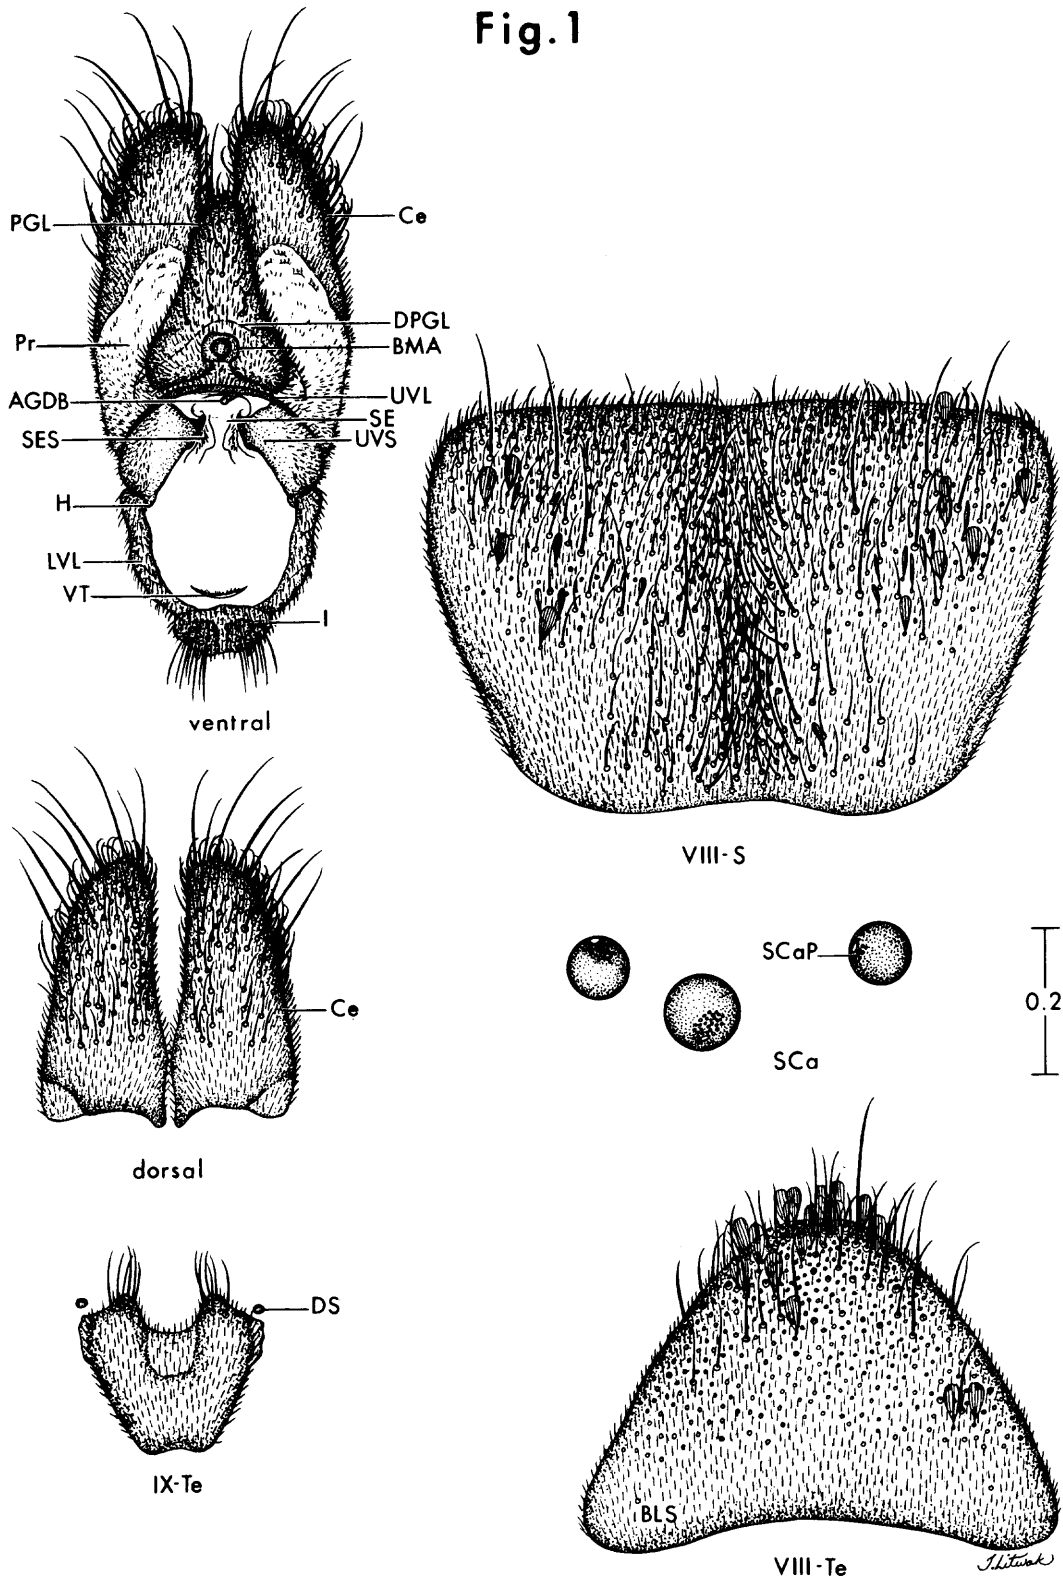 Fig.1
PGL
Ce
Pr
DPGL
BMA
AGDB
UVL
SE
SES
UVS
H
LVL
VT
I
ventral
VIII-S
SCaP
0.2
SCa
Ce
dorsal
DS
IX-Te
BLS
VIII-Te
T. Litwak